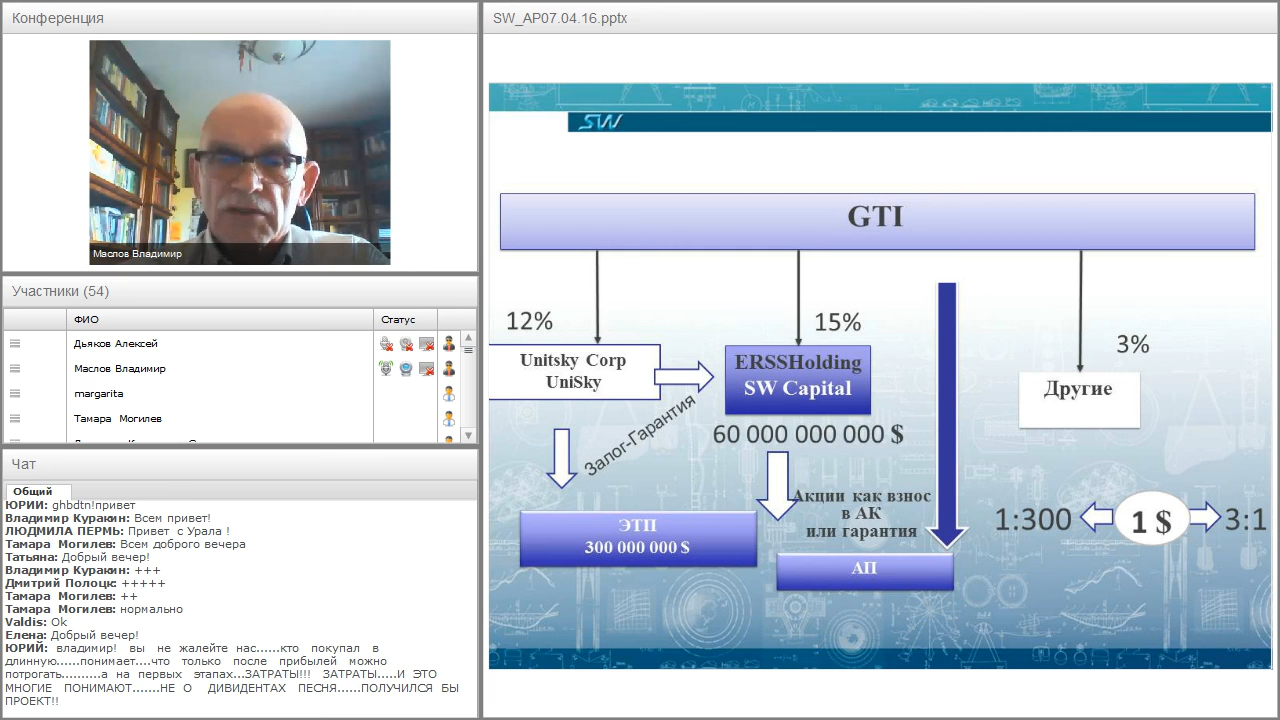 Конференция
Маслов Владимир
Участники (54)
ФИО
Статус
Дьяков Алексей
Маслов Владимир
margarita
Тамара Могилев
Чат
Общий
ЮРИЙ: ghbdtn!привет
Владимир Куракин: Всем привет!
ЛЮДМИЛА ПЕРМЬ: Привет с Урала !
Тамара Могилев: Всем доброго вечера
Татьяна: Добрый вечер!
Владимир Куракин: +++
Дмитрий Полоцк: +++++
Тамара Могилев: ++
Тамара Могилев: нормально
Valdis: Ok
Елена: Добрый вечер!
ЮРИЙ: владимир! вы не жалейте нас......кто покупал в
длинную......понимает....что только после прибылей можно
потрогать..........а на первых этапах...ЗАТРАТЫ!!! ЗАТРАТЫ.....И ЭТО
МНОГИЕ ПОНИМАЮТ.......НЕ О ДИВИДЕНТАХ ПЕСНЯ......ПОЛУЧИЛСЯ БЫ
ПРОЕКТ!!
SW_AP07.04.16.pptx
SW
GTI
12%
15%
3%
Unitsky Corp
UniSky
ERSSHolding
SW Capital
Другие
Залог-Гарантия
60 000 000 000 $
Акции как взнос
в АК
или гарантия
ЭТП
300 000 000 $
АП
1:300
1 $
3:1